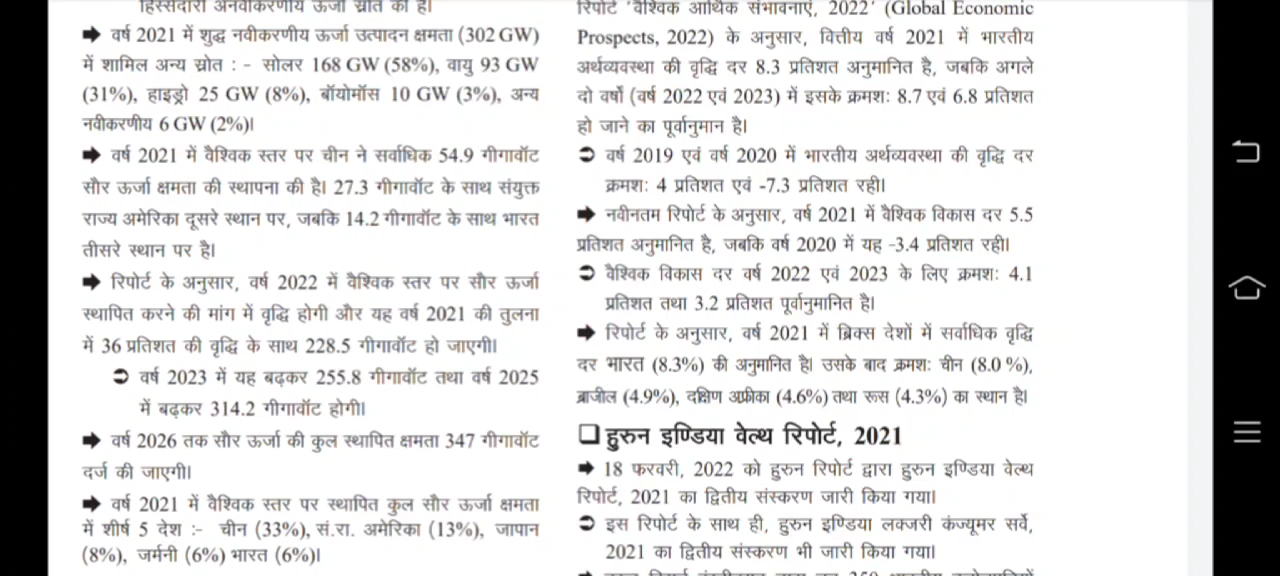 हिस्सेदारी अनवीकरणीय ऊर्जा स्रोत की है।
➡ वर्ष 2021 में शुद्ध नवीकरणीय ऊर्जा उत्पादन क्षमता (302 GW)
में शामिल अन्य स्रोत : - सोलर 168 GW (58%), वायु 93 GW
(31%), हाइड्रो 25 GW (8%), बॉयोमॉस 10 GW (3%), अन्य
नवीकरणीय 6 GW (2%)।
➡ वर्ष 2021 में वैश्विक स्तर पर चीन ने सर्वाधिक 54.9 गीगावॉट
सौर ऊर्जा क्षमता की स्थापना की है। 27.3 गीगावॉट के साथ संयुक्त
राज्य अमेरिका दूसरे स्थान पर, जबकि 14.2 गीगावॉट के साथ भारत
तीसरे स्थान पर है।
➡ रिपोर्ट के अनुसार, वर्ष 2022 में वैश्विक स्तर पर सौर ऊर्जा
स्थापित करने की मांग में वृद्धि होगी और यह वर्ष 2021 की तुलना
में 36 प्रतिशत की वृद्धि के साथ 228.5 गीगावॉट हो जाएगी।
➲ वर्ष 2023 में यह बढ़कर 255.8 गीगावॉट तथा वर्ष 2025
में बढ़कर 314.2 गीगावॉट होगी।
➡ वर्ष 2026 तक सौर ऊर्जा की कुल स्थापित क्षमता 347 गीगावॉट
दर्ज की जाएगी।
➡ वर्ष 2021 में वैश्विक स्तर पर स्थापित कुल सौर ऊर्जा क्षमता
में शीर्ष 5 देश :- चीन (33%), सं.रा. अमेरिका (13%), जापान
(8%), जर्मनी (6%) भारत (6%)।
रिपोर्ट 'वैश्विक आर्थिक संभावनाएं, 2022' (Global Economic
Prospects, 2022) के अनुसार, वित्तीय वर्ष 2021 में भारतीय
अर्थव्यवस्था की वृद्धि दर 8.3 प्रतिशत अनुमानित है, जबकि अगले
दो वर्षों (वर्ष 2022 एवं 2023) में इसके क्रमश: 8.7 एवं 6.8 प्रतिशत
हो जाने का पूर्वानुमान है।
➲ वर्ष 2019 एवं वर्ष 2020 में भारतीय अर्थव्यवस्था की वृद्धि दर
क्रमश: 4 प्रतिशत एवं -7.3 प्रतिशत रही।
➡ नवीनतम रिपोर्ट के अनुसार, वर्ष 2021 में वैश्विक विकास दर 5.5
प्रतिशत अनुमानित है, जबकि वर्ष 2020 में यह -3.4 प्रतिशत रही।
➲ वैश्विक विकास दर वर्ष 2022 एवं 2023 के लिए क्रमश: 4.1
प्रतिशत तथा 3.2 प्रतिशत पूर्वानुमानित है।
➡ रिपोर्ट के अनुसार, वर्ष 2021 में ब्रिक्स देशों में सर्वाधिक वृद्धि
दर भारत (8.3%) की अनुमानित है। उसके बाद क्रमश: चीन (8.0 %),
ब्राजील (4.9%), दक्षिण अफ्रीका (4.6%) तथा रूस (4.3%) का स्थान है।
❑ हुरुन इण्डिया वेल्थ रिपोर्ट, 2021
➡ 18 फरवरी, 2022 को हुरुन रिपोर्ट द्वारा हुरुन इण्डिया वेल्थ
रिपोर्ट, 2021 का द्वितीय संस्करण जारी किया गया।
➲ इस रिपोर्ट के साथ ही, हुरुन इण्डिया लक्जरी कंज्यूमर सर्वे,
2021 का द्वितीय संस्करण भी जारी किया गया।